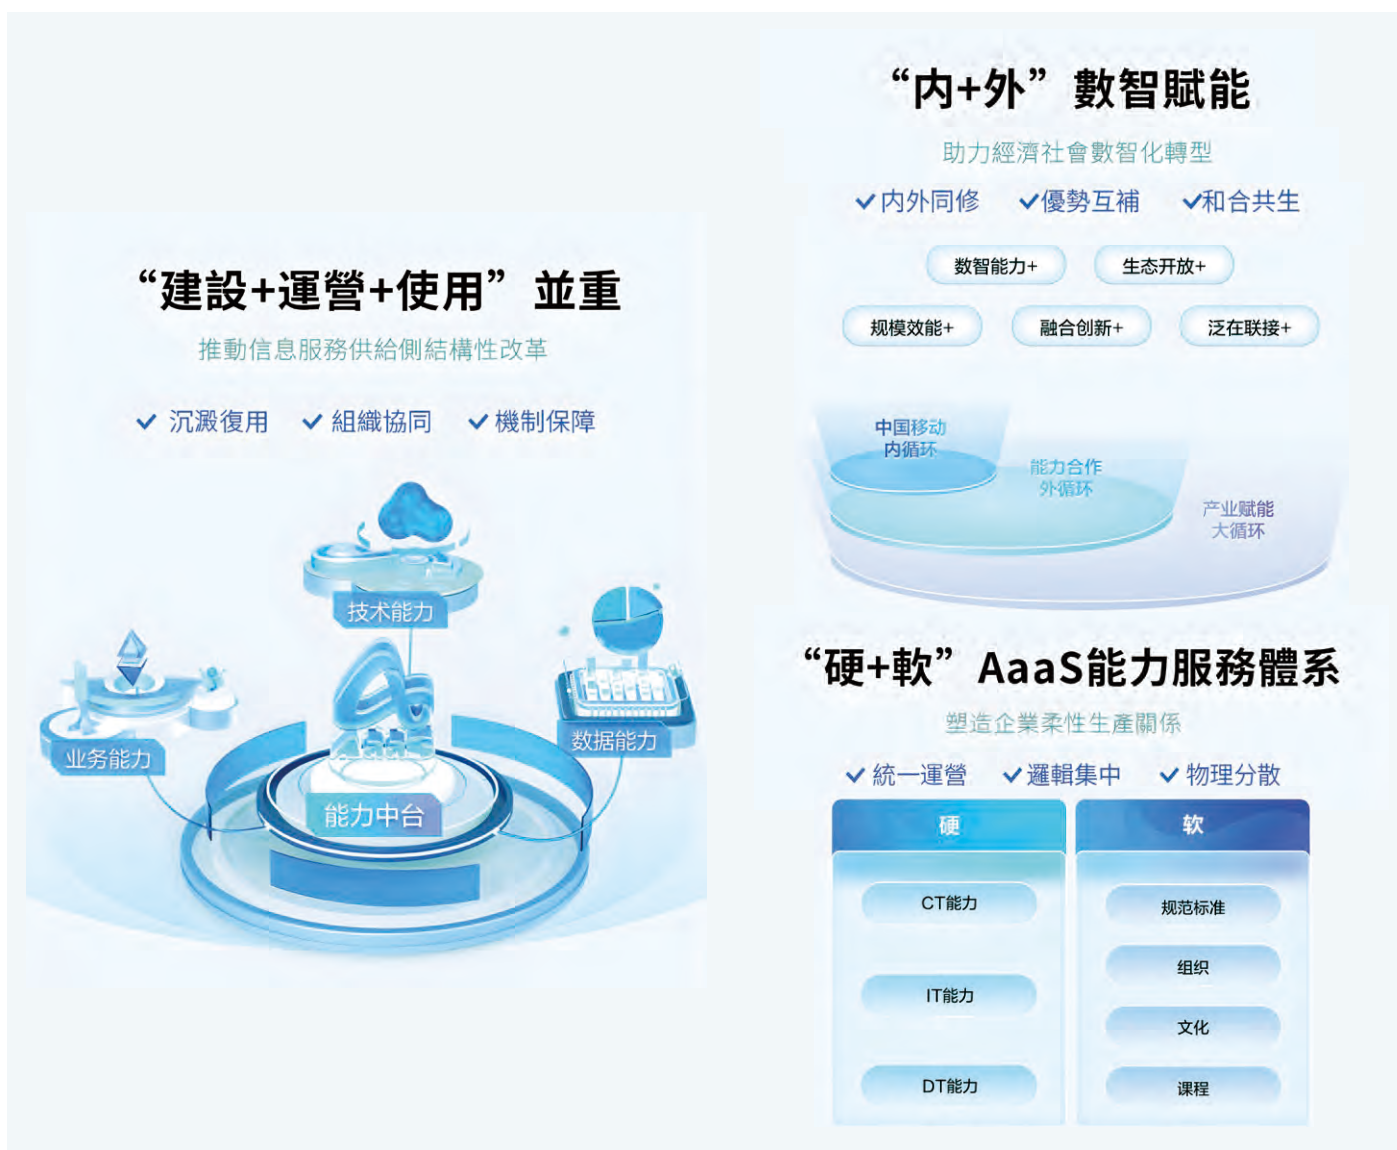 “建設+運營+使用”並重
推動信息服務供給側結構性改革
沉澱復用 組織協同 機制保障
技术能力
业务能力
数据能力
AaaS
能力中台
“内+外”數智賦能
助力經濟社會數智化轉型
内外同修 優勢互補 和合共生
数智能力+ 生态开放+
规模效能+ 融合创新+ 泛在联接+
中国移动
内循环
能力合作
外循环
产业赋能
大循环
“硬+軟”AaaS能力服務體系
塑造企業柔性生產關係
統一運營 邏輯集中 物理分散
硬
CT能力
IT能力
DT能力
软
规范标准
组织
文化
课程